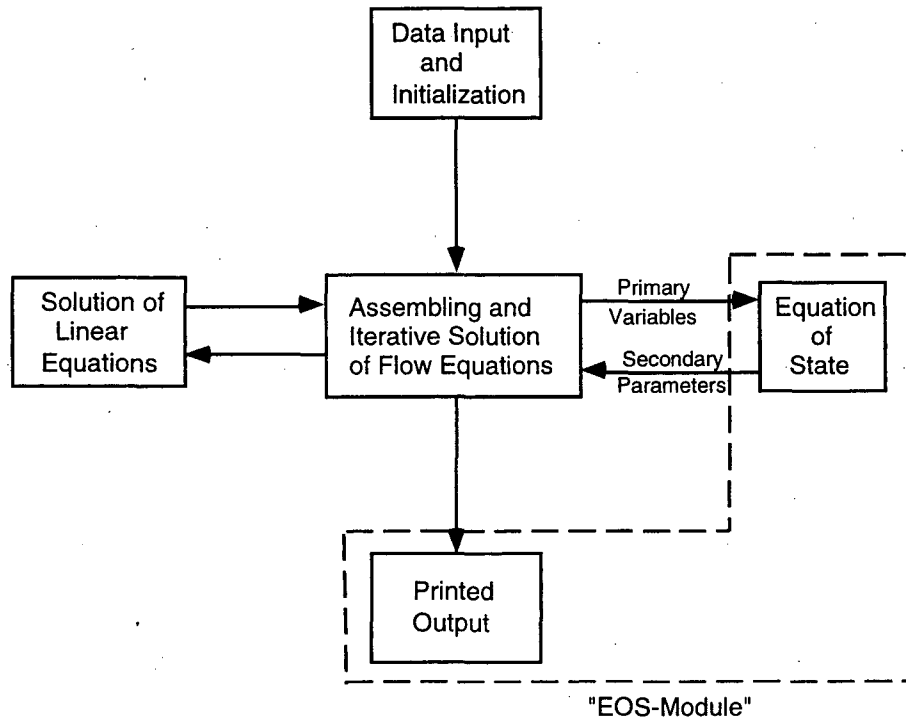 Data Input
and
Initialization
Solution of
Linear
Equations
Assembling and
Iterative Solution
of Flow Equations
Primary
Variables
Secondary
Parameters
Equation
of
State
Printed
Output
"EOS-Module"